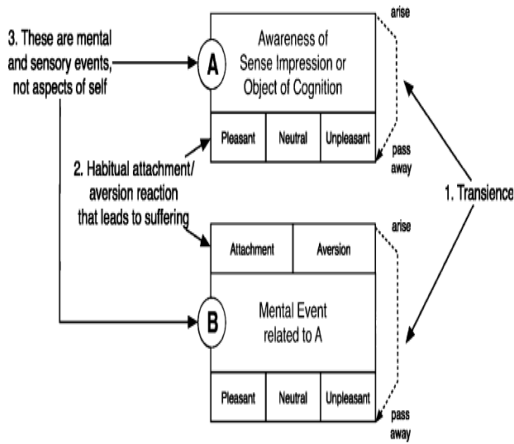 3. These are mental
and sensory events,
not aspects of self
A
Awareness of
Sense Impression or
Object of Cognition
Pleasant Neutral Unpleasant
arise
pass
away
2. Habitual attachment/
aversion reaction
that leads to suffering
1. Transience
Attachment Aversion
arise
B
Mental Event
related to A
Pleasant Neutral Unpleasant
pass
away